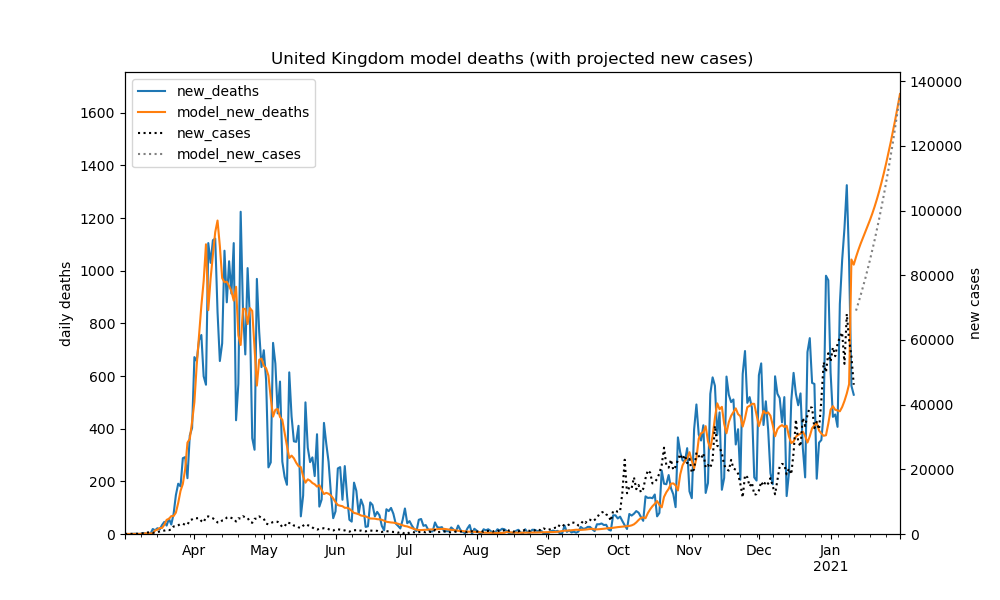 United Kingdom model deaths (with projected new cases)
new_deaths
model_new_deaths
new_cases
model_new_cases
daily deaths
1600
1400
1200
1000
800
600
400
200
0
140000
120000
100000
80000
60000
40000
20000
0
new cases
Apr May Jun Jul Aug Sep Oct Nov Dec Jan
2021